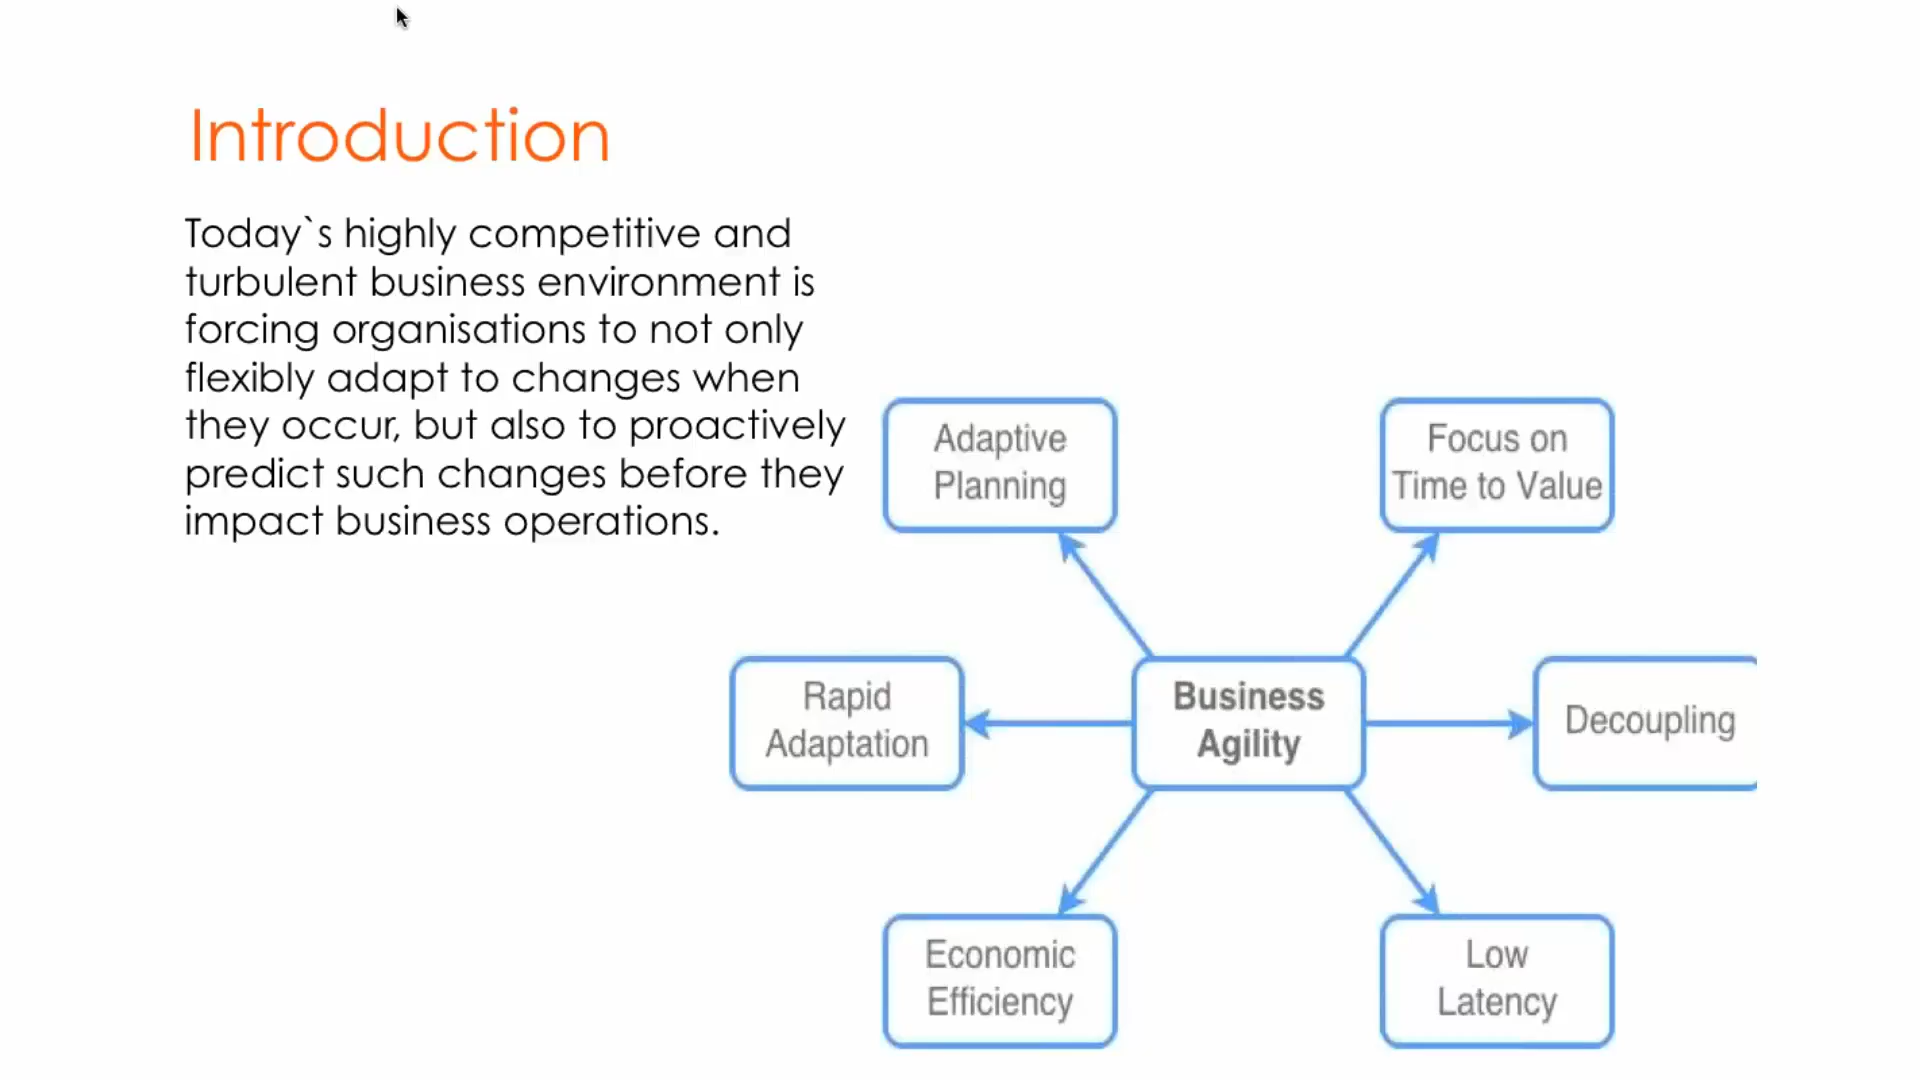 Introduction
Today`s highly competitive and
turbulent business environment is
forcing organisations to not only
flexibly adapt to changes when
they occur, but also to proactively
predict such changes before they
impact business operations.
Adaptive
Planning
Focus on
Time to Value
Rapid
Adaptation
Business
Agility
Decoupling
Economic
Efficiency
Low
Latency